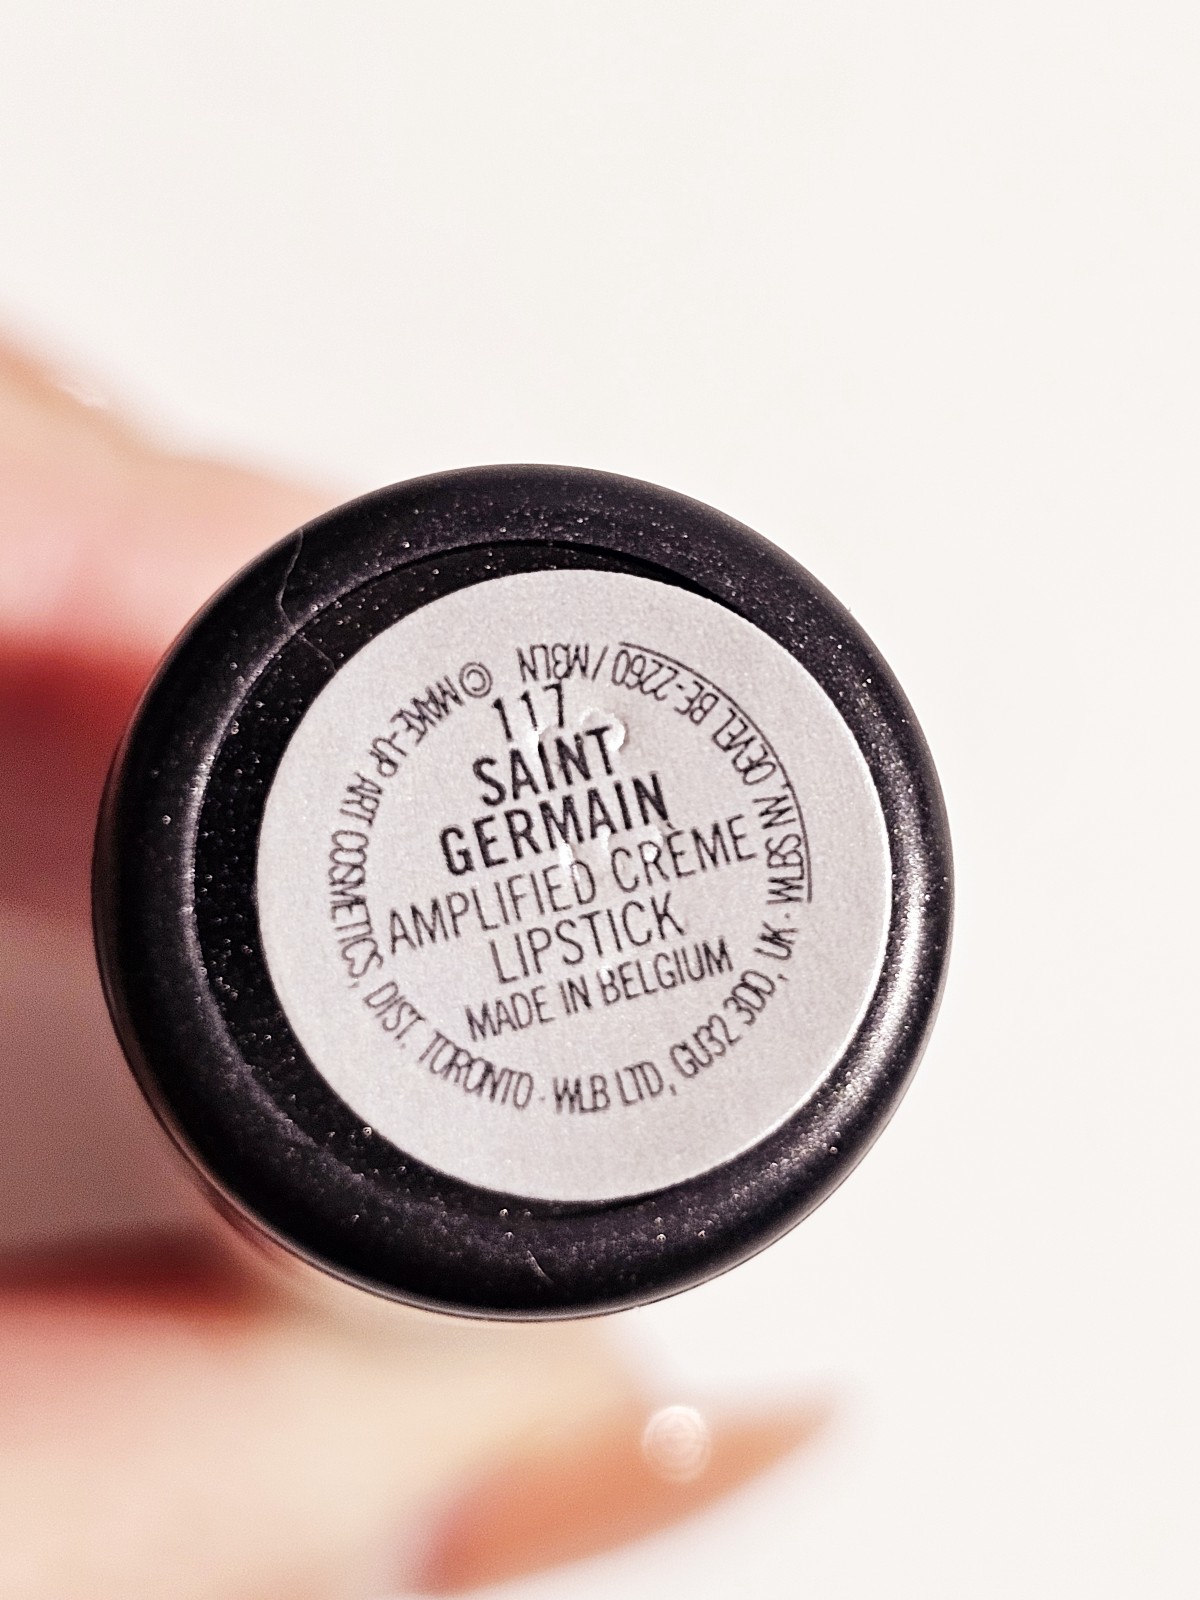 117
SAINT
GERMAIN
AMPLIFIED CRÈME
LIPSTICK
MADE IN BELGIUM
© MAKE-UP ART COSMETICS, DIST. TORONTO · WLB LTD, GU32 3DD, UK · WLBRS NV, OEVEL BE-2260 / M3LN